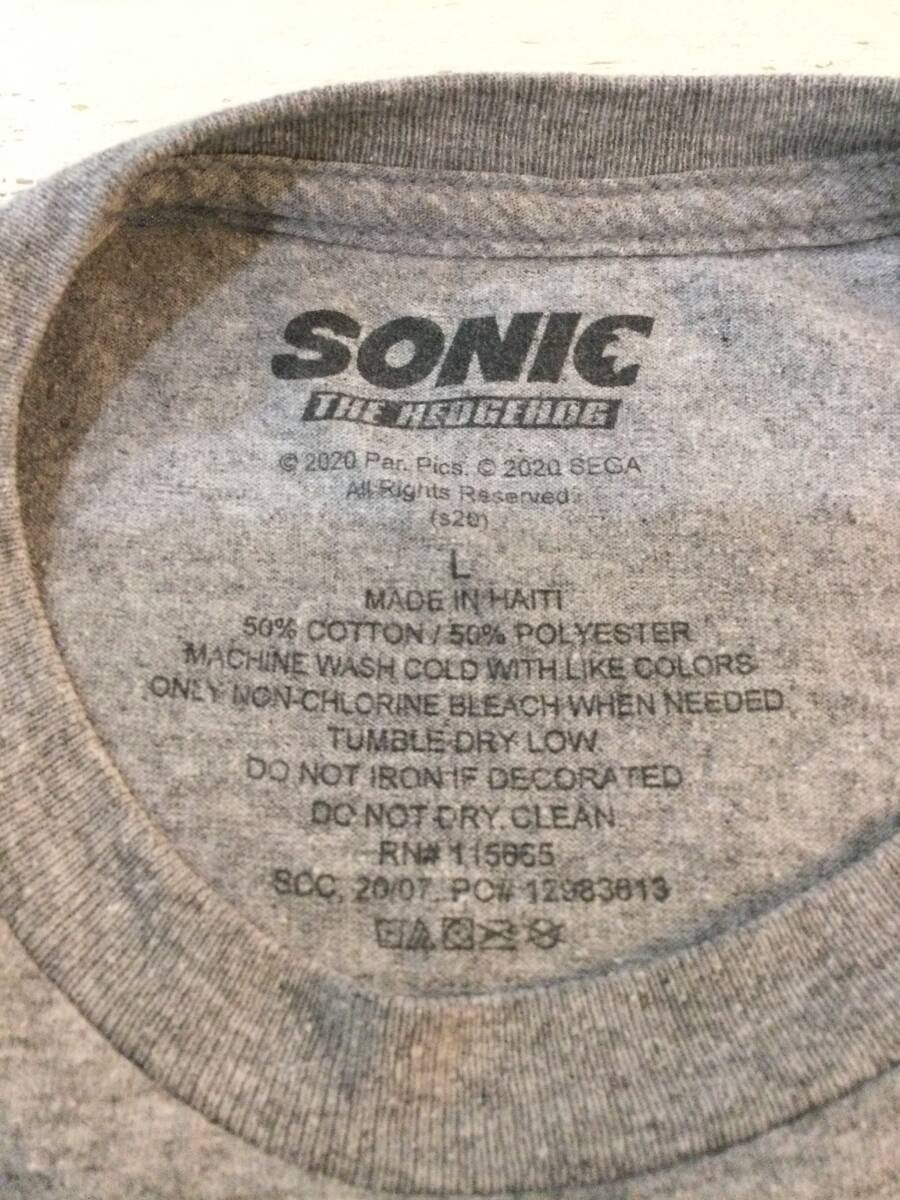 SONIC
THE HEDGEHOG
© 2020 Par. Pics. © 2020 SEGA
All Rights Reserved.
(s20)
L
MADE IN HAITI
50% COTTON / 50% POLYESTER
MACHINE WASH COLD WITH LIKE COLORS
ONLY NON-CHLORINE BLEACH WHEN NEEDED
TUMBLE DRY LOW
DO NOT IRON IF DECORATED
DO NOT DRY CLEAN
RN#
SCC, 20/07, PC#